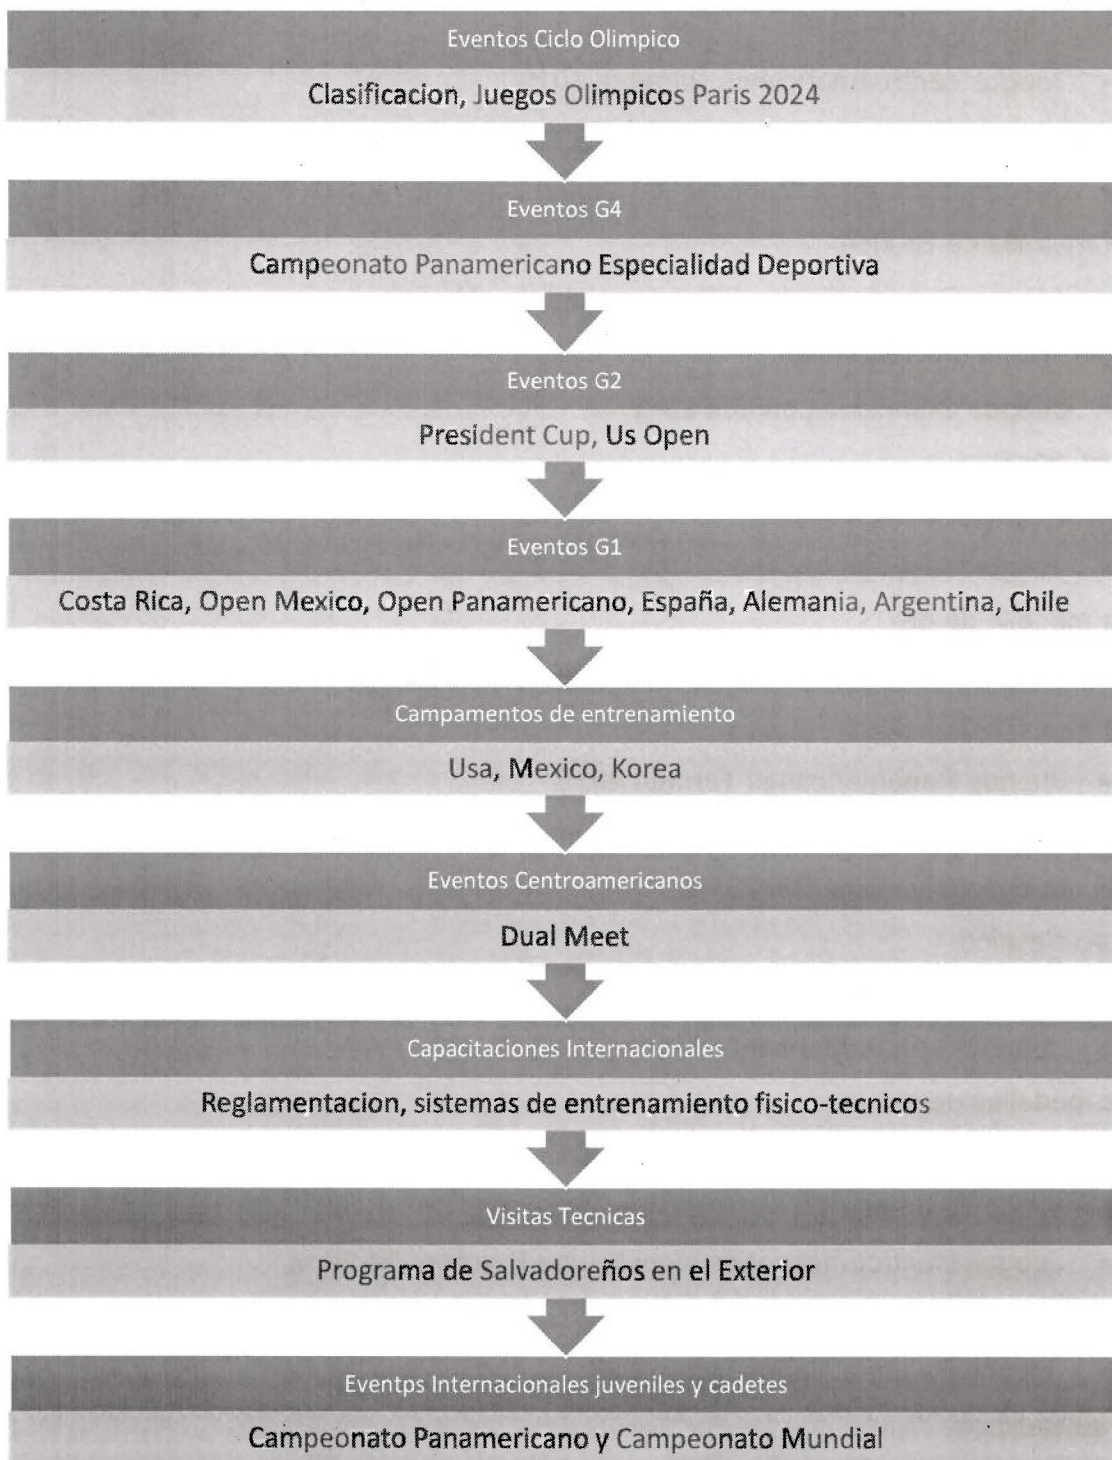 Eventos Ciclo Olimpico
Clasificacion, Juegos Olimpicos Paris 2024
Eventos G4
Campeonato Panamericano Especialidad Deportiva
Eventos G2
President Cup, Us Open
Eventos G1
Costa Rica, Open Mexico, Open Panamericano, España, Alemania, Argentina, Chile
Campamentos de entrenamiento
Usa, Mexico, Korea
Eventos Centroamericanos
Dual Meet
Capacitaciones Internacionales
Reglamentacion, sistemas de entrenamiento fisico-tecnicos
Visitas Tecnicas
Programa de Salvadoreños en el Exterior
Eventps Internacionales juveniles y cadetes
Campeonato Panamericano y Campeonato Mundial